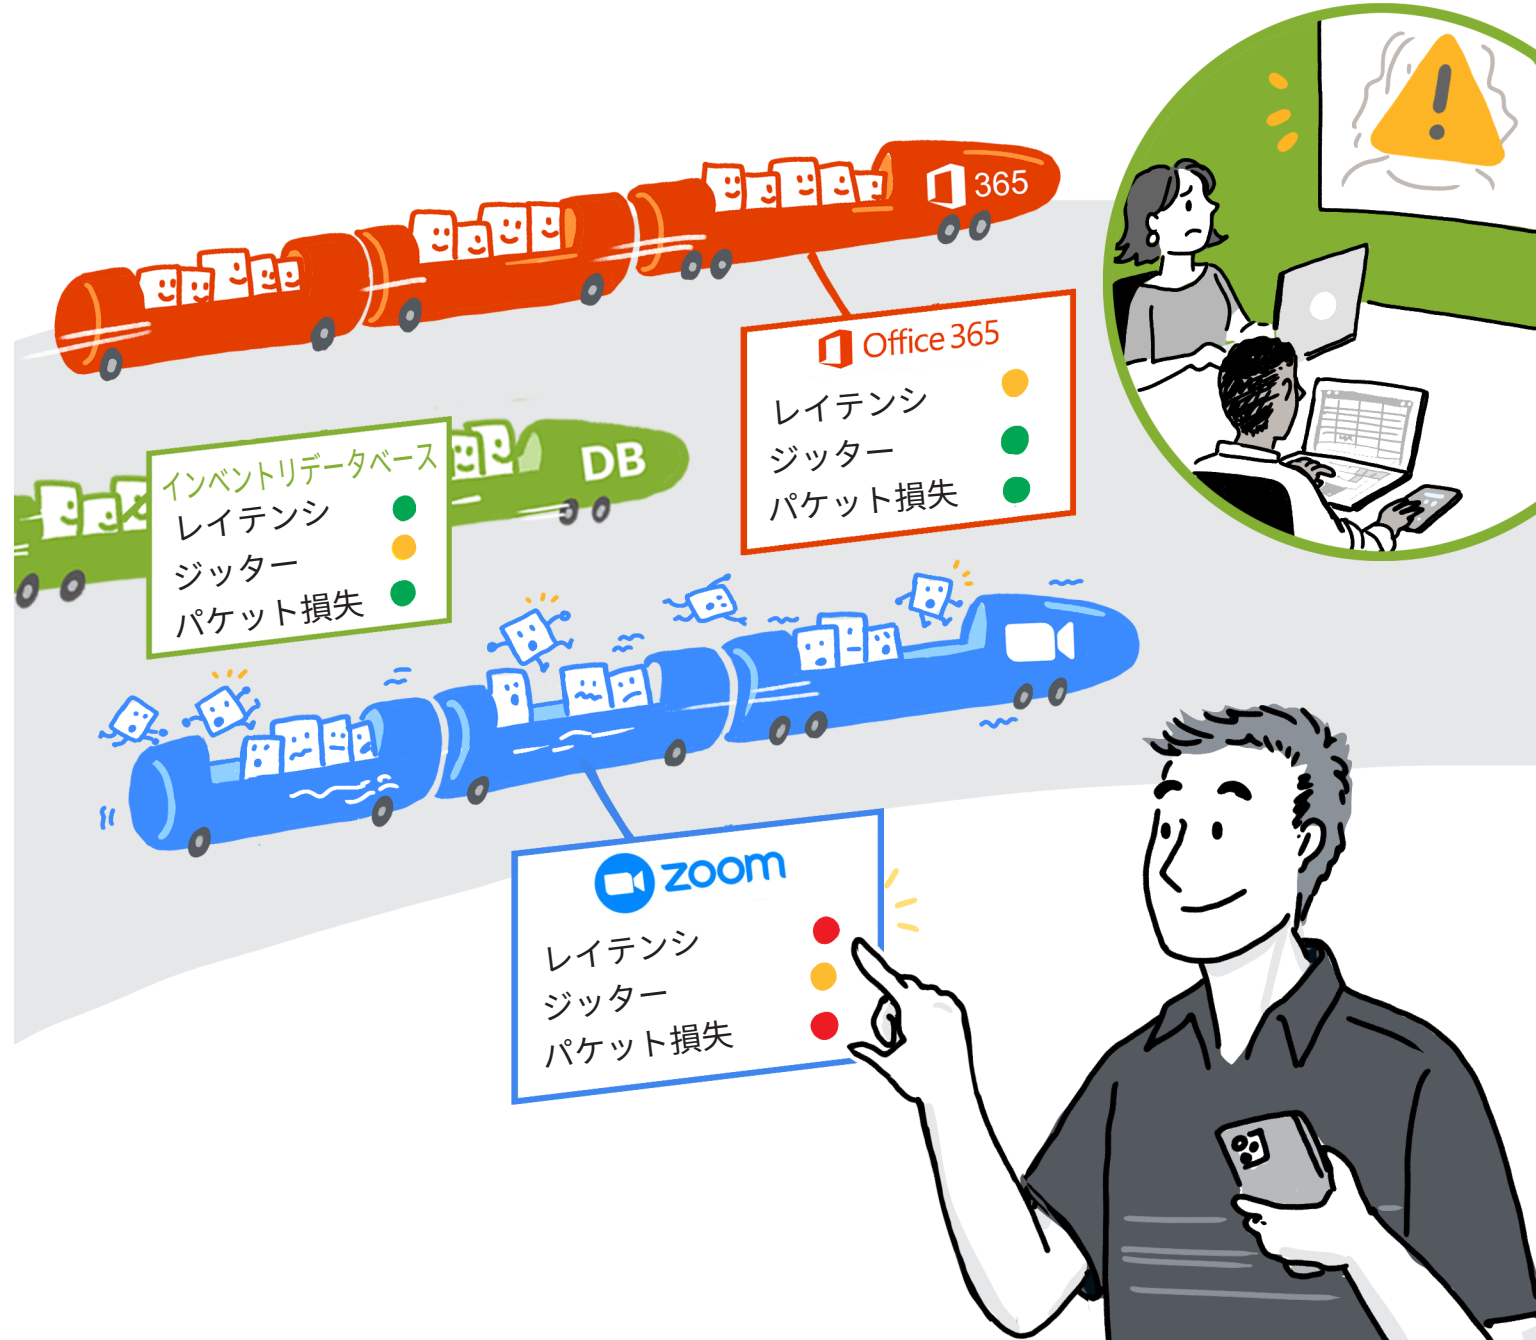 365
Office 365
レイテンシ
ジッター
パケット損失
DB
インベントリデータベース
レイテンシ
ジッター
パケット損失
zoom
レイテンシ
ジッター
パケット損失